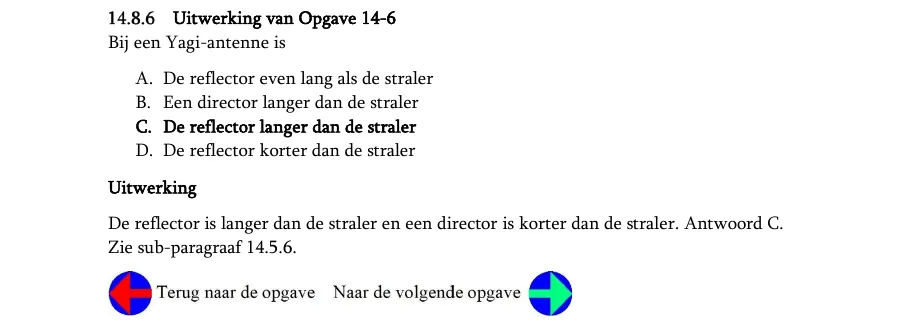 14.8.6 Uitwerking van Opgave 14-6
Bij een Yagi-antenne is
A. De reflector even lang als de straler
B. Een director langer dan de straler
C. De reflector langer dan de straler
D. De reflector korter dan de straler
Uitwerking
De reflector is langer dan de straler en een director is korter dan de straler. Antwoord C.
Zie sub-paragraaf 14.5.6.
Terug naar de opgave Naar de volgende opgave